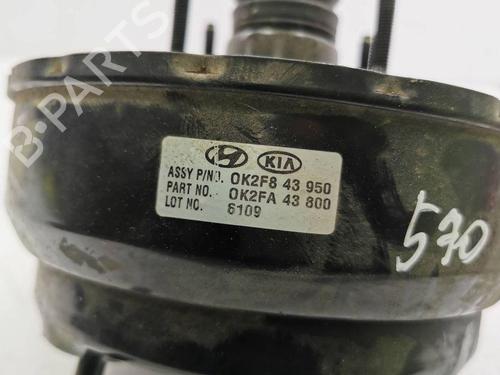 KIA
ASSY P/NO. 0K2F8 43 950
PART NO. 0K2FA 43 800
LOT NO. 6109
570
B-PARTS